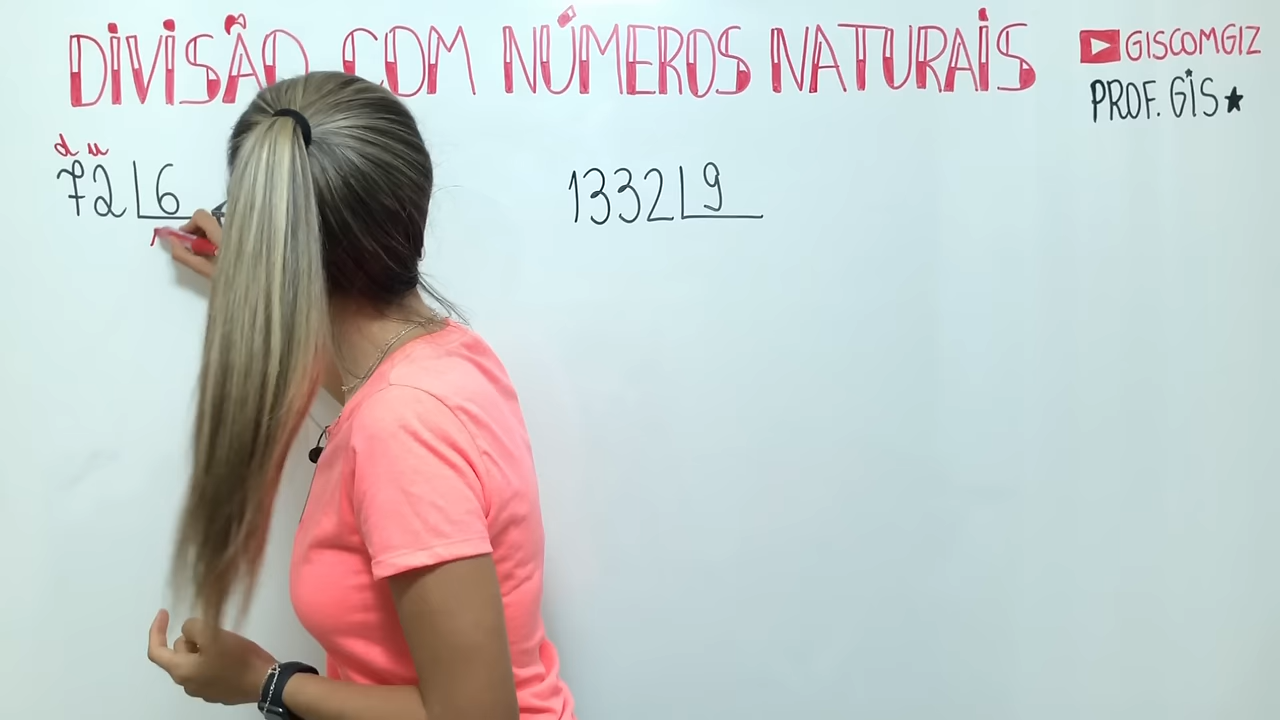 DIVISÃO COM NÚMEROS NATURAIS
GISCOMGIZ
PROF. GIS
d u
72 6
1332 9